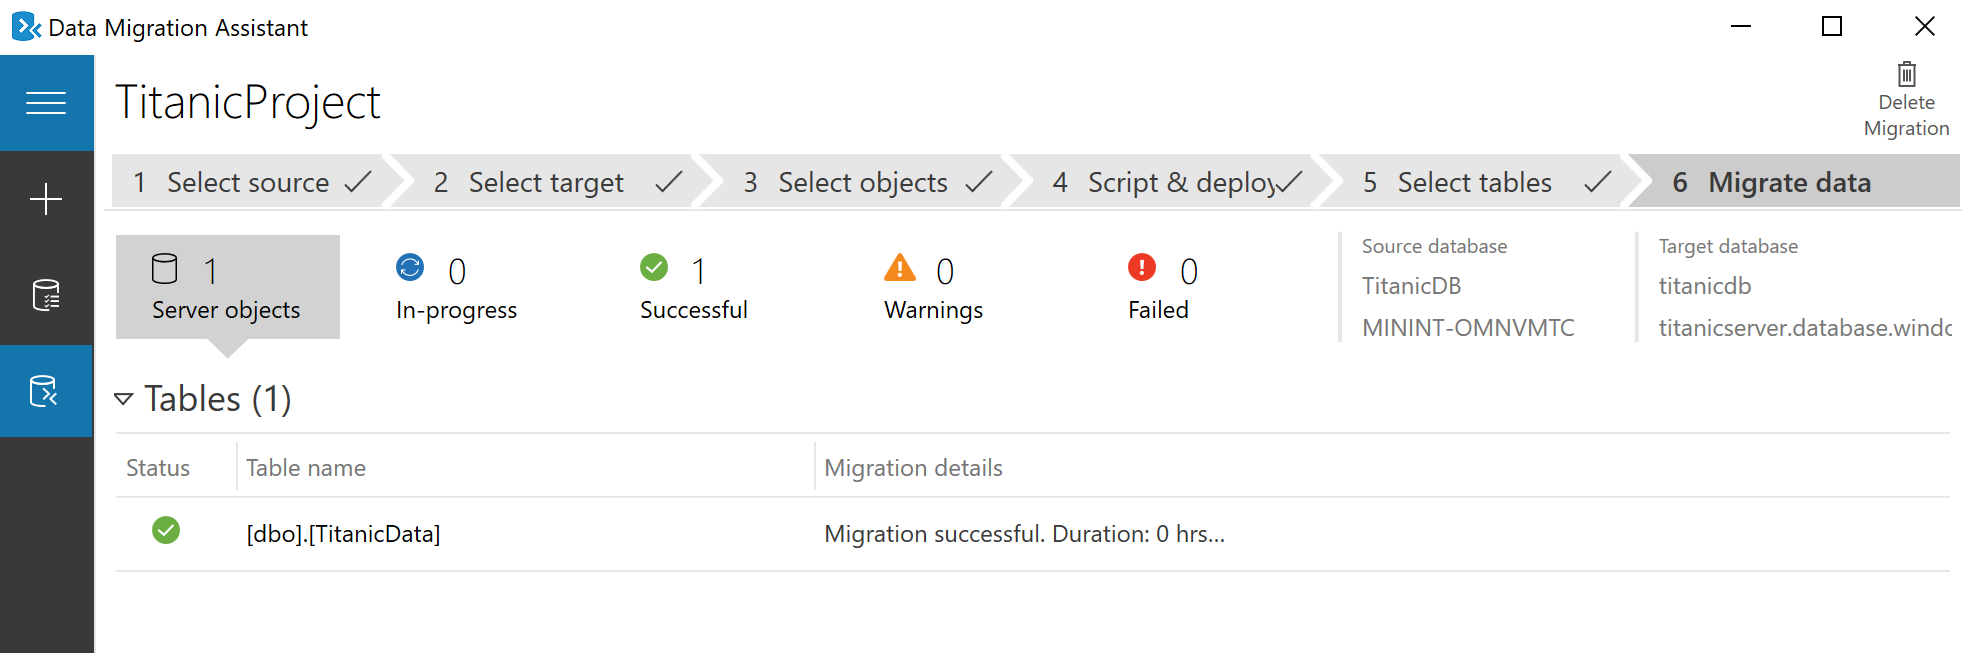 Data Migration Assistant
TitanicProject
Delete
Migration
1 Select source
2 Select target
3 Select objects
4 Script & deploy
5 Select tables
6 Migrate data
1
Server objects
0
In-progress
1
Successful
0
Warnings
0
Failed
Source database
TitanicDB
MININT-OMNVMTC
Target database
titanicdb
titanicserver.database.windo
Tables (1)
Status Table name Migration details
[dbo].[TitanicData] Migration successful. Duration: 0 hrs...